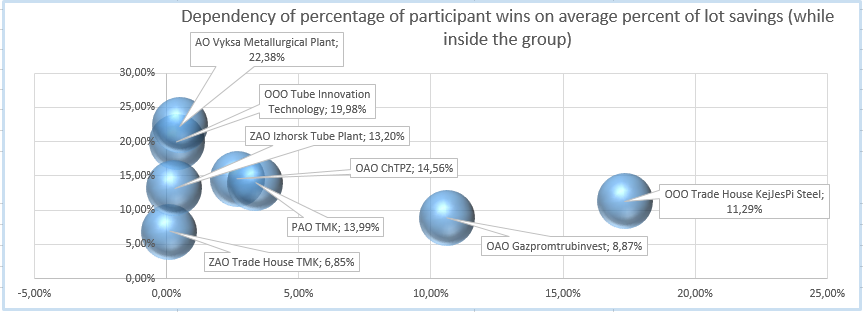 Dependency of percentage of participant wins on average percent of lot savings (while
inside the group)
AO Vyksa Metallurgical Plant;
22,38%
OOO Tube Innovation
Technology; 19,98%
ZAO Izhorsk Tube Plant; 13,20%
OAO ChTPZ; 14,56%
OOO Trade House KejJesPi Steel;
11,29%
PAO TMK; 13,99%
OAO Gazpromtrubinvest; 8,87%
ZAO Trade House TMK; 6,85%
30,00%
25,00%
20,00%
15,00%
10,00%
5,00%
0,00%
-5,00%
0,00%
5,00%
10,00%
15,00%
20,00%
25,00%